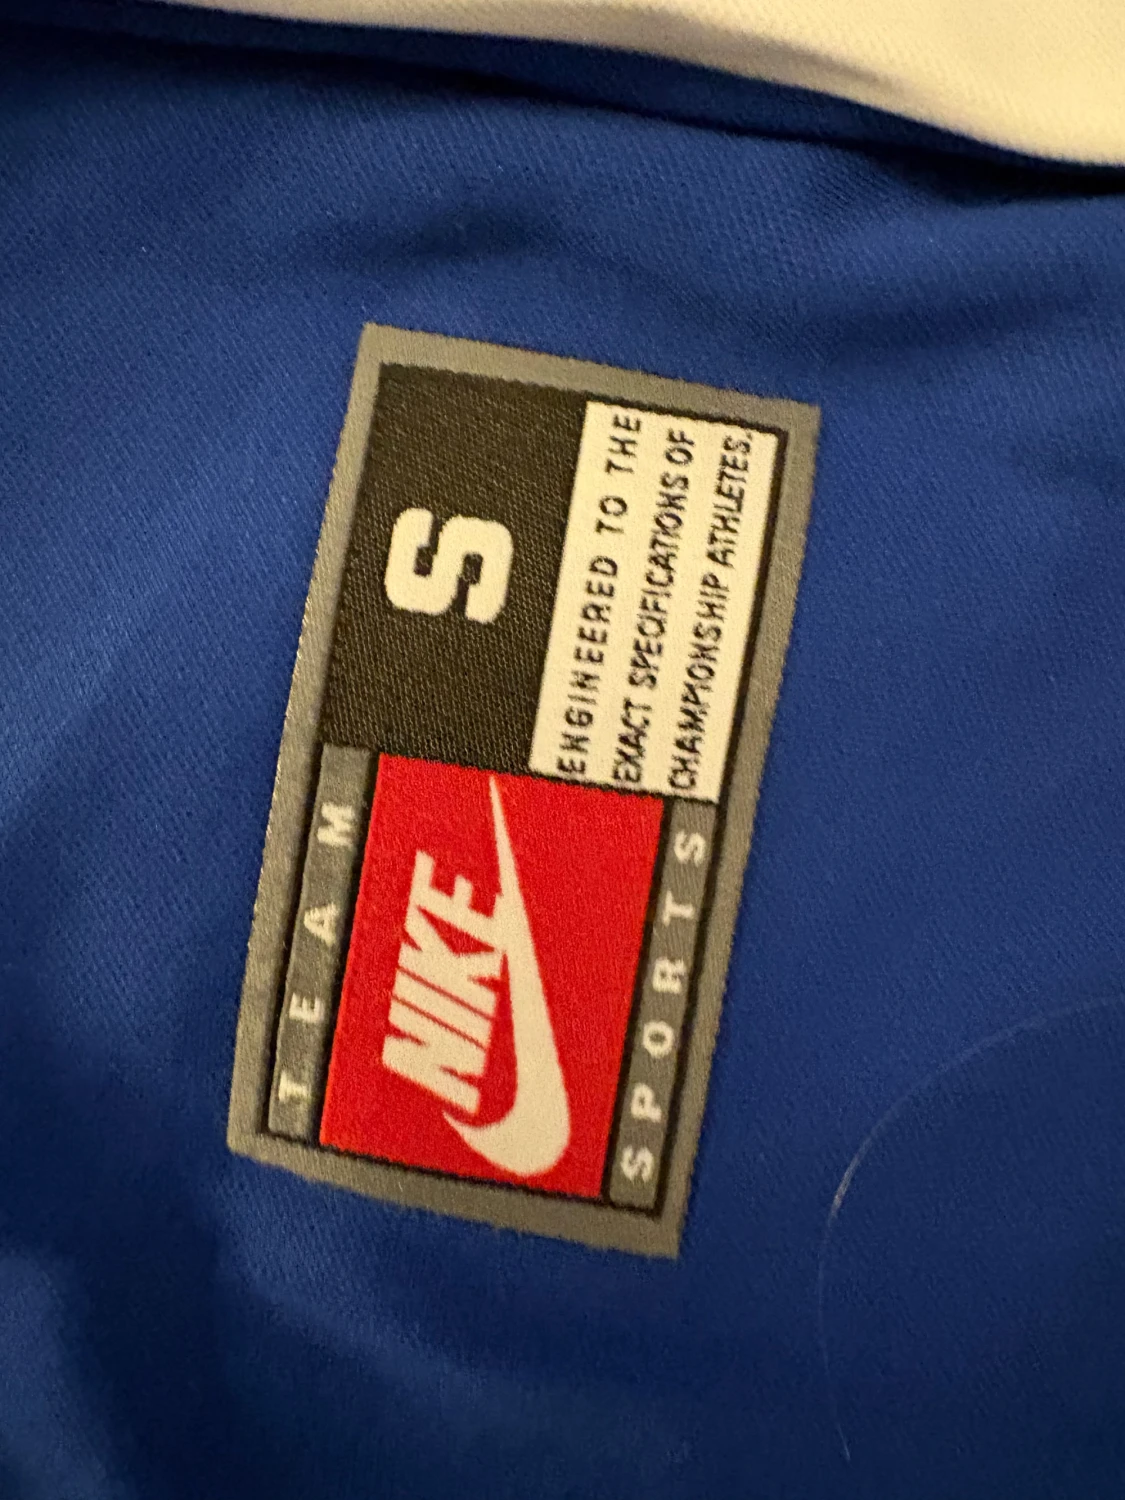 TEAM
NIKE
SPORTS
S
ENGINEERED TO THE
EXACT SPECIFICATIONS OF
CHAMPIONSHIP ATHLETES.